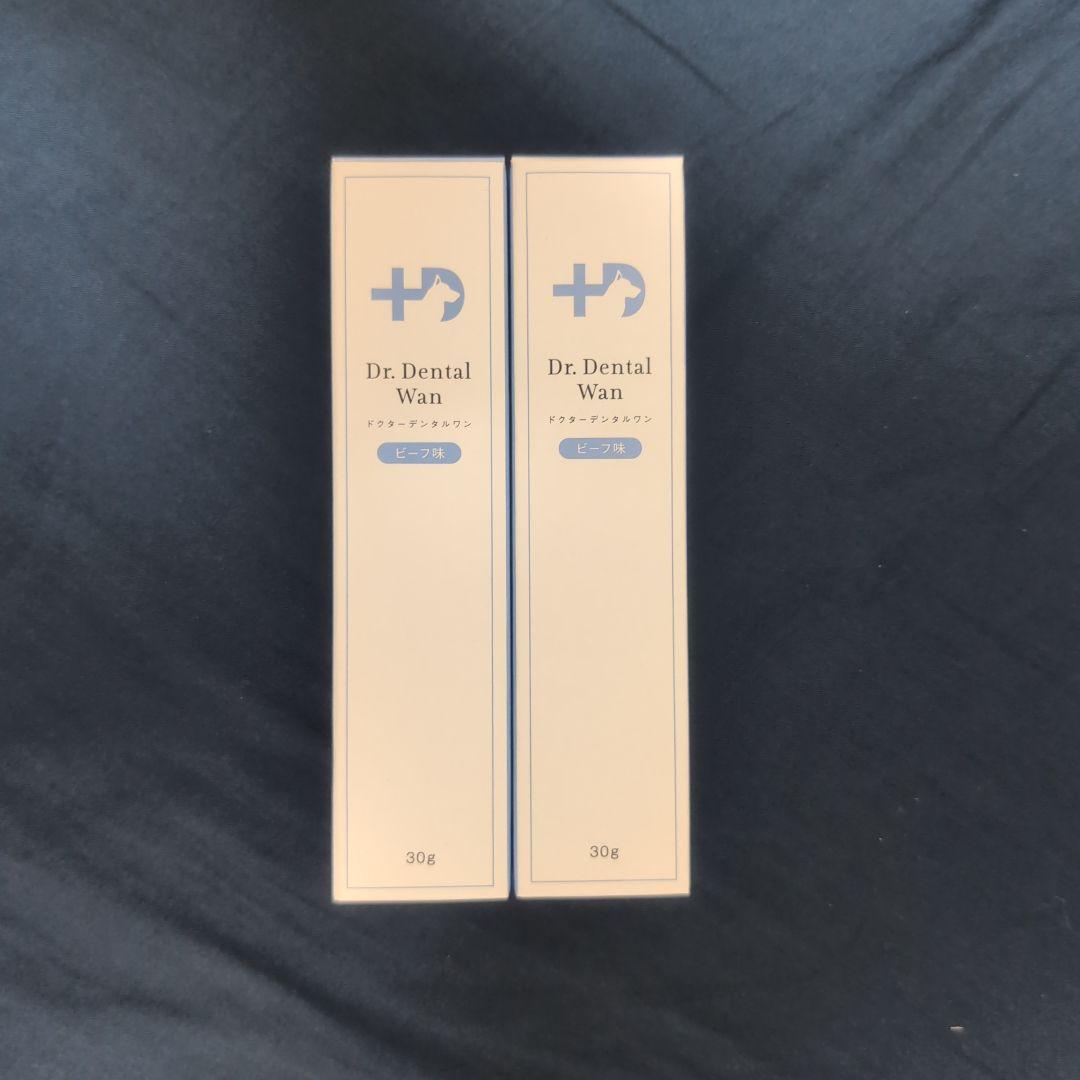 Dr. Dental
Wan
ドクターデンタルワン
ビーフ味
30g
Dr. Dental
Wan
ドクターデンタルワン
ビーフ味
30g